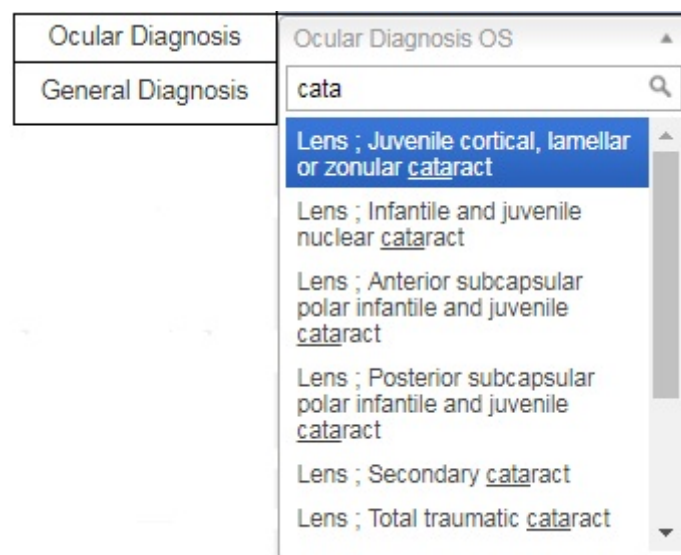 Ocular Diagnosis
Ocular Diagnosis OS
General Diagnosis
cata
Lens ; Juvenile cortical, lamellar
or zonular cataract
Lens ; Infantile and juvenile
nuclear cataract
Lens ; Anterior subcapsular
polar infantile and juvenile
cataract
Lens ; Posterior subcapsular
polar infantile and juvenile
cataract
Lens ; Secondary cataract
Lens ; Total traumatic cataract